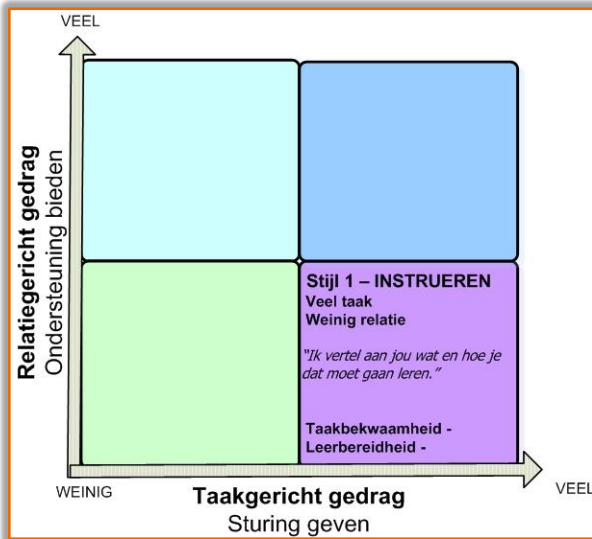 VEEL
Relatiegericht gedrag
Ondersteuning bieden
Stijl 1 – INSTRUEREN
Veel taak
Weinig relatie
"Ik vertel aan jou wat en hoe je
dat moet gaan leren."
Taakbekwaamheid -
Leerbereidheid -
WEINIG
Taakgericht gedrag
VEEL
Sturing geven